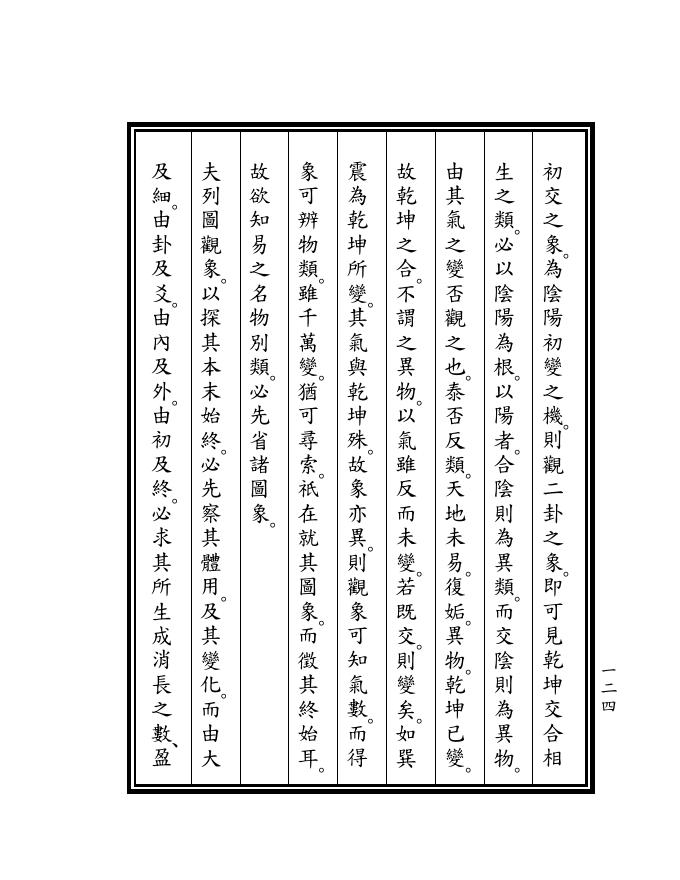 初交之象。為陰陽初變之機。則觀二卦之象。即可見乾坤交合相
生之類。必以陰陽為根。以陽者。合陰則為異類。而交陰則為異物。
由其氣之變否觀之也。泰否反類。天地未易。復姤。異物。乾坤已變。
故乾坤之合。不謂之異物。以氣雖反而未變。若既交。則變矣。如巽
震為乾坤所變。其氣與乾坤殊。故象亦異。則觀象可知氣數。而得
象可辨物類。雖千萬變。猶可尋索。祇在就其圖象。而徵其終始耳。
故欲知易之名物別類。必先省諸圖象。
夫列圖觀象。以探其本末始終。必先察其體用。及其變化。而由大
及細。由卦及爻。由內及外。由初及終。必求其所生成消長之數、盈
一二四